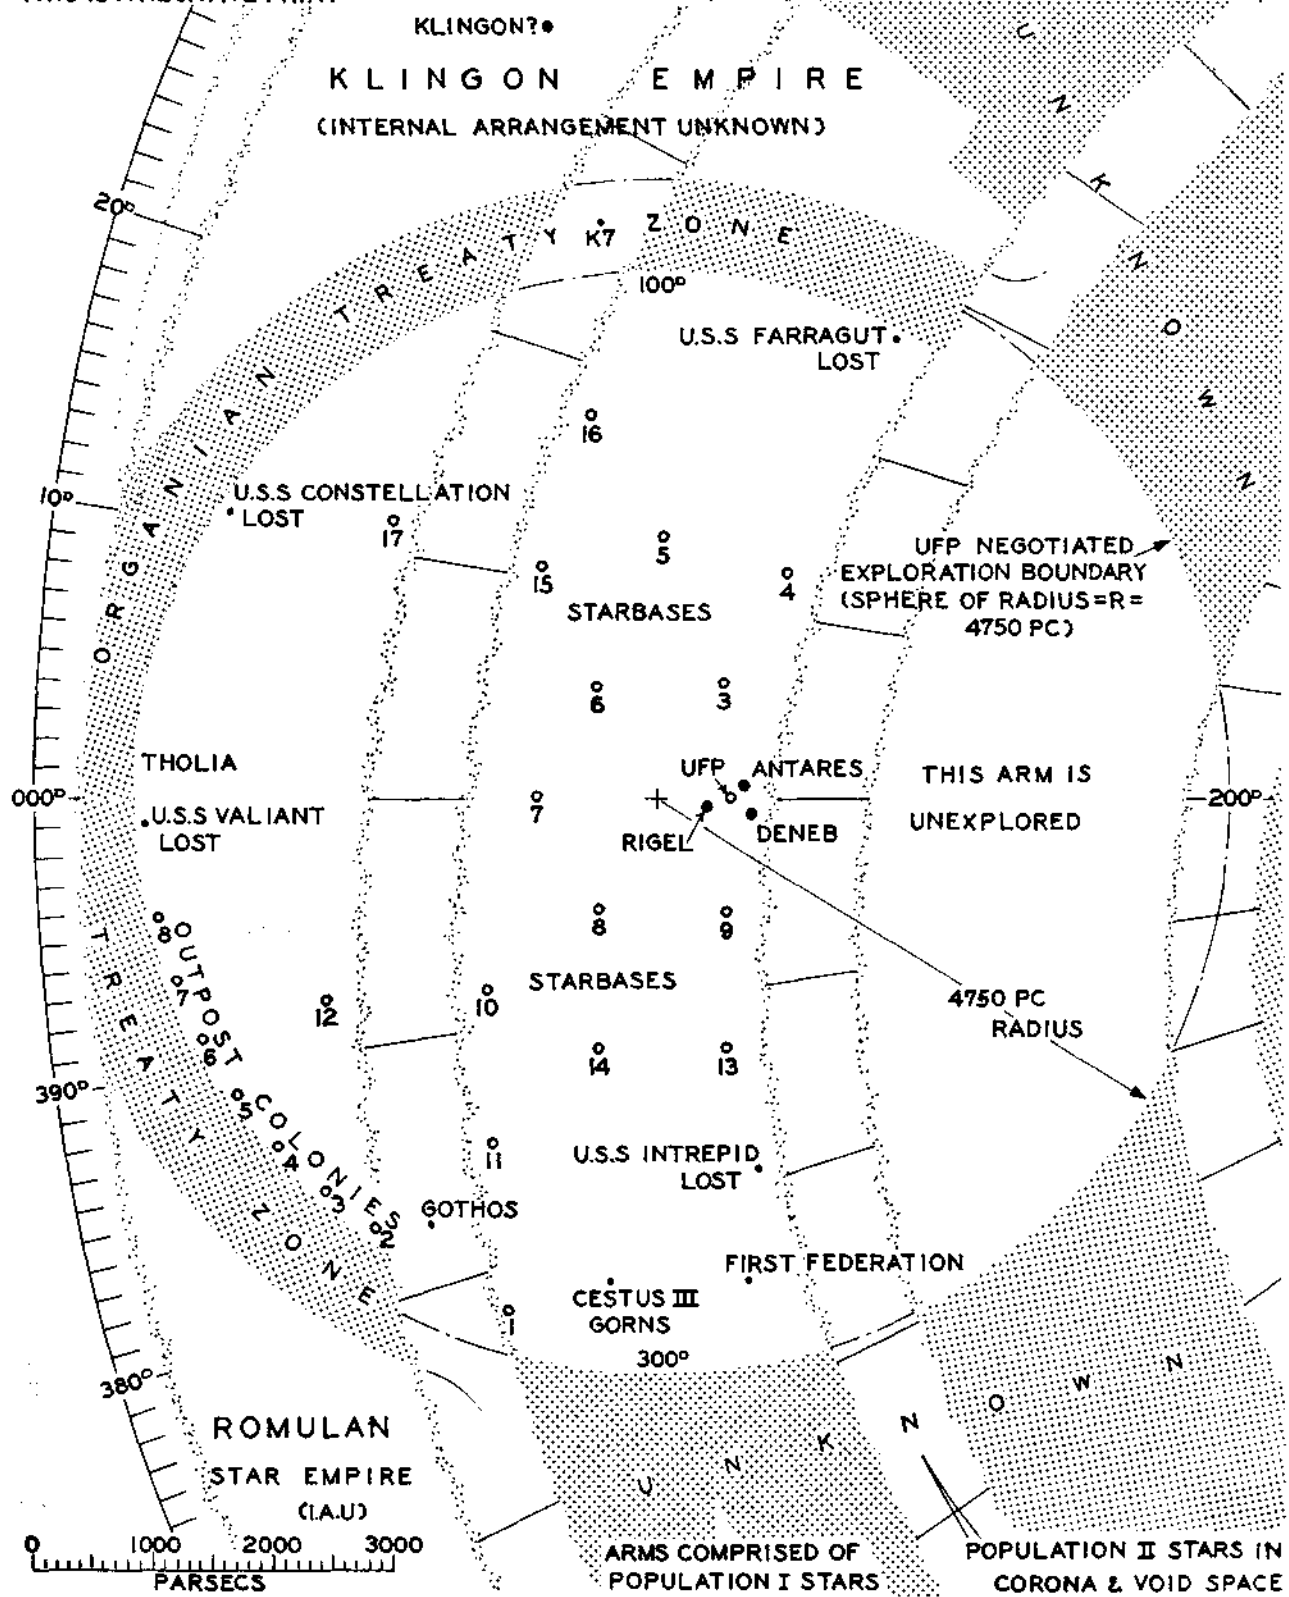 KLINGON?
KLINGON EMPIRE
(INTERNAL ARRANGEMENT UNKNOWN)
UNKNOWN
20°
ORGANIAN TREATY ZONE
K7
100°
U.S.S FARRAGUT
LOST
16
10°
U.S.S CONSTELLATION
LOST
17
5
15
4
UFP NEGOTIATED
EXPLORATION BOUNDARY
(SPHERE OF RADIUS=R=
4750 PC)
STARBASES
6
3
THOLIA
UFP
ANTARES
THIS ARM IS
UNEXPLORED
000°
200°
U.S.S VALIANT
LOST
7
RIGEL
DENEB
8
OUTPOST COLONIES
8
9
7
STARBASES
12
10
4750 PC
RADIUS
6
14
13
TREATY ZONE
390°
5
4
11
U.S.S INTREPID
LOST
3
2
GOTHOS
FIRST FEDERATION
CESTUS III
GORNS
1
300°
380°
UNKNOWN
ROMULAN
STAR EMPIRE
(I.A.U)
0 1000 2000 3000
PARSECS
ARMS COMPRISED OF
POPULATION I STARS
POPULATION II STARS IN
CORONA & VOID SPACE